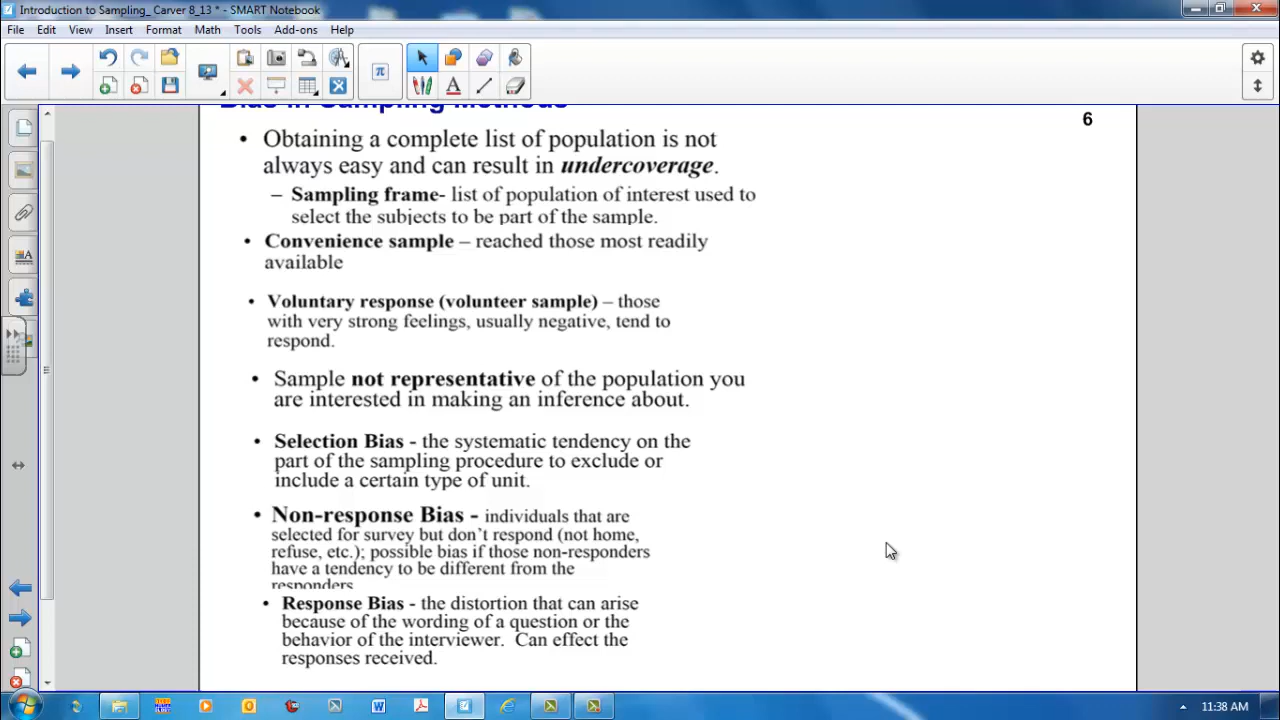 Introduction to Sampling_ Carver 8_13 * - SMART Notebook
File Edit View Insert Format Math Tools Add-ons Help
π
A
Bias in Sampling Methods
6
• Obtaining a complete list of population is not
always easy and can result in undercoverage.
– Sampling frame- list of population of interest used to
select the subjects to be part of the sample.
• Convenience sample – reached those most readily
available
• Voluntary response (volunteer sample) – those
with very strong feelings, usually negative, tend to
respond.
• Sample not representative of the population you
are interested in making an inference about.
• Selection Bias - the systematic tendency on the
part of the sampling procedure to exclude or
include a certain type of unit.
• Non-response Bias - individuals that are
selected for survey but don't respond (not home,
refuse, etc.); possible bias if those non-responders
have a tendency to be different from the
responders
• Response Bias - the distortion that can arise
because of the wording of a question or the
behavior of the interviewer. Can effect the
responses received.
11:38 AM